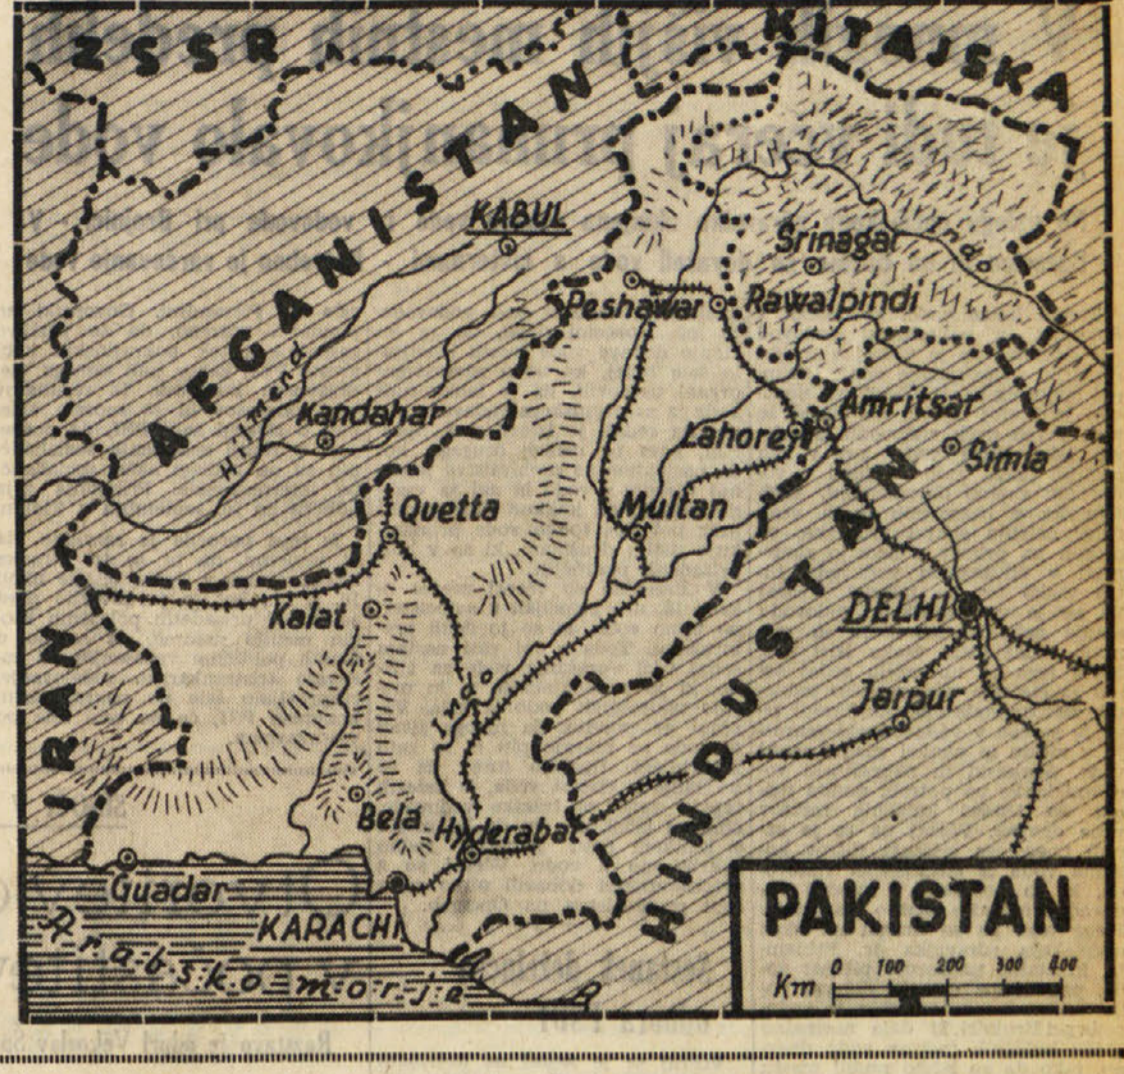 ZSSR
KITAJSKA
AFGANISTAN
KABUL
Srinagar
Indo
Peshawar
Rawalpindi
Hilmend
Kandahar
Amritsar
Lahore
Simla
Quetta
Multan
HINDUSTAN
Kalat
DELHI
IRAN
Indo
Jaipur
Bela
Hyderabat
Guadar
KARACHI
Arabsko=morje
PAKISTAN
Km 0 100 200 300 400